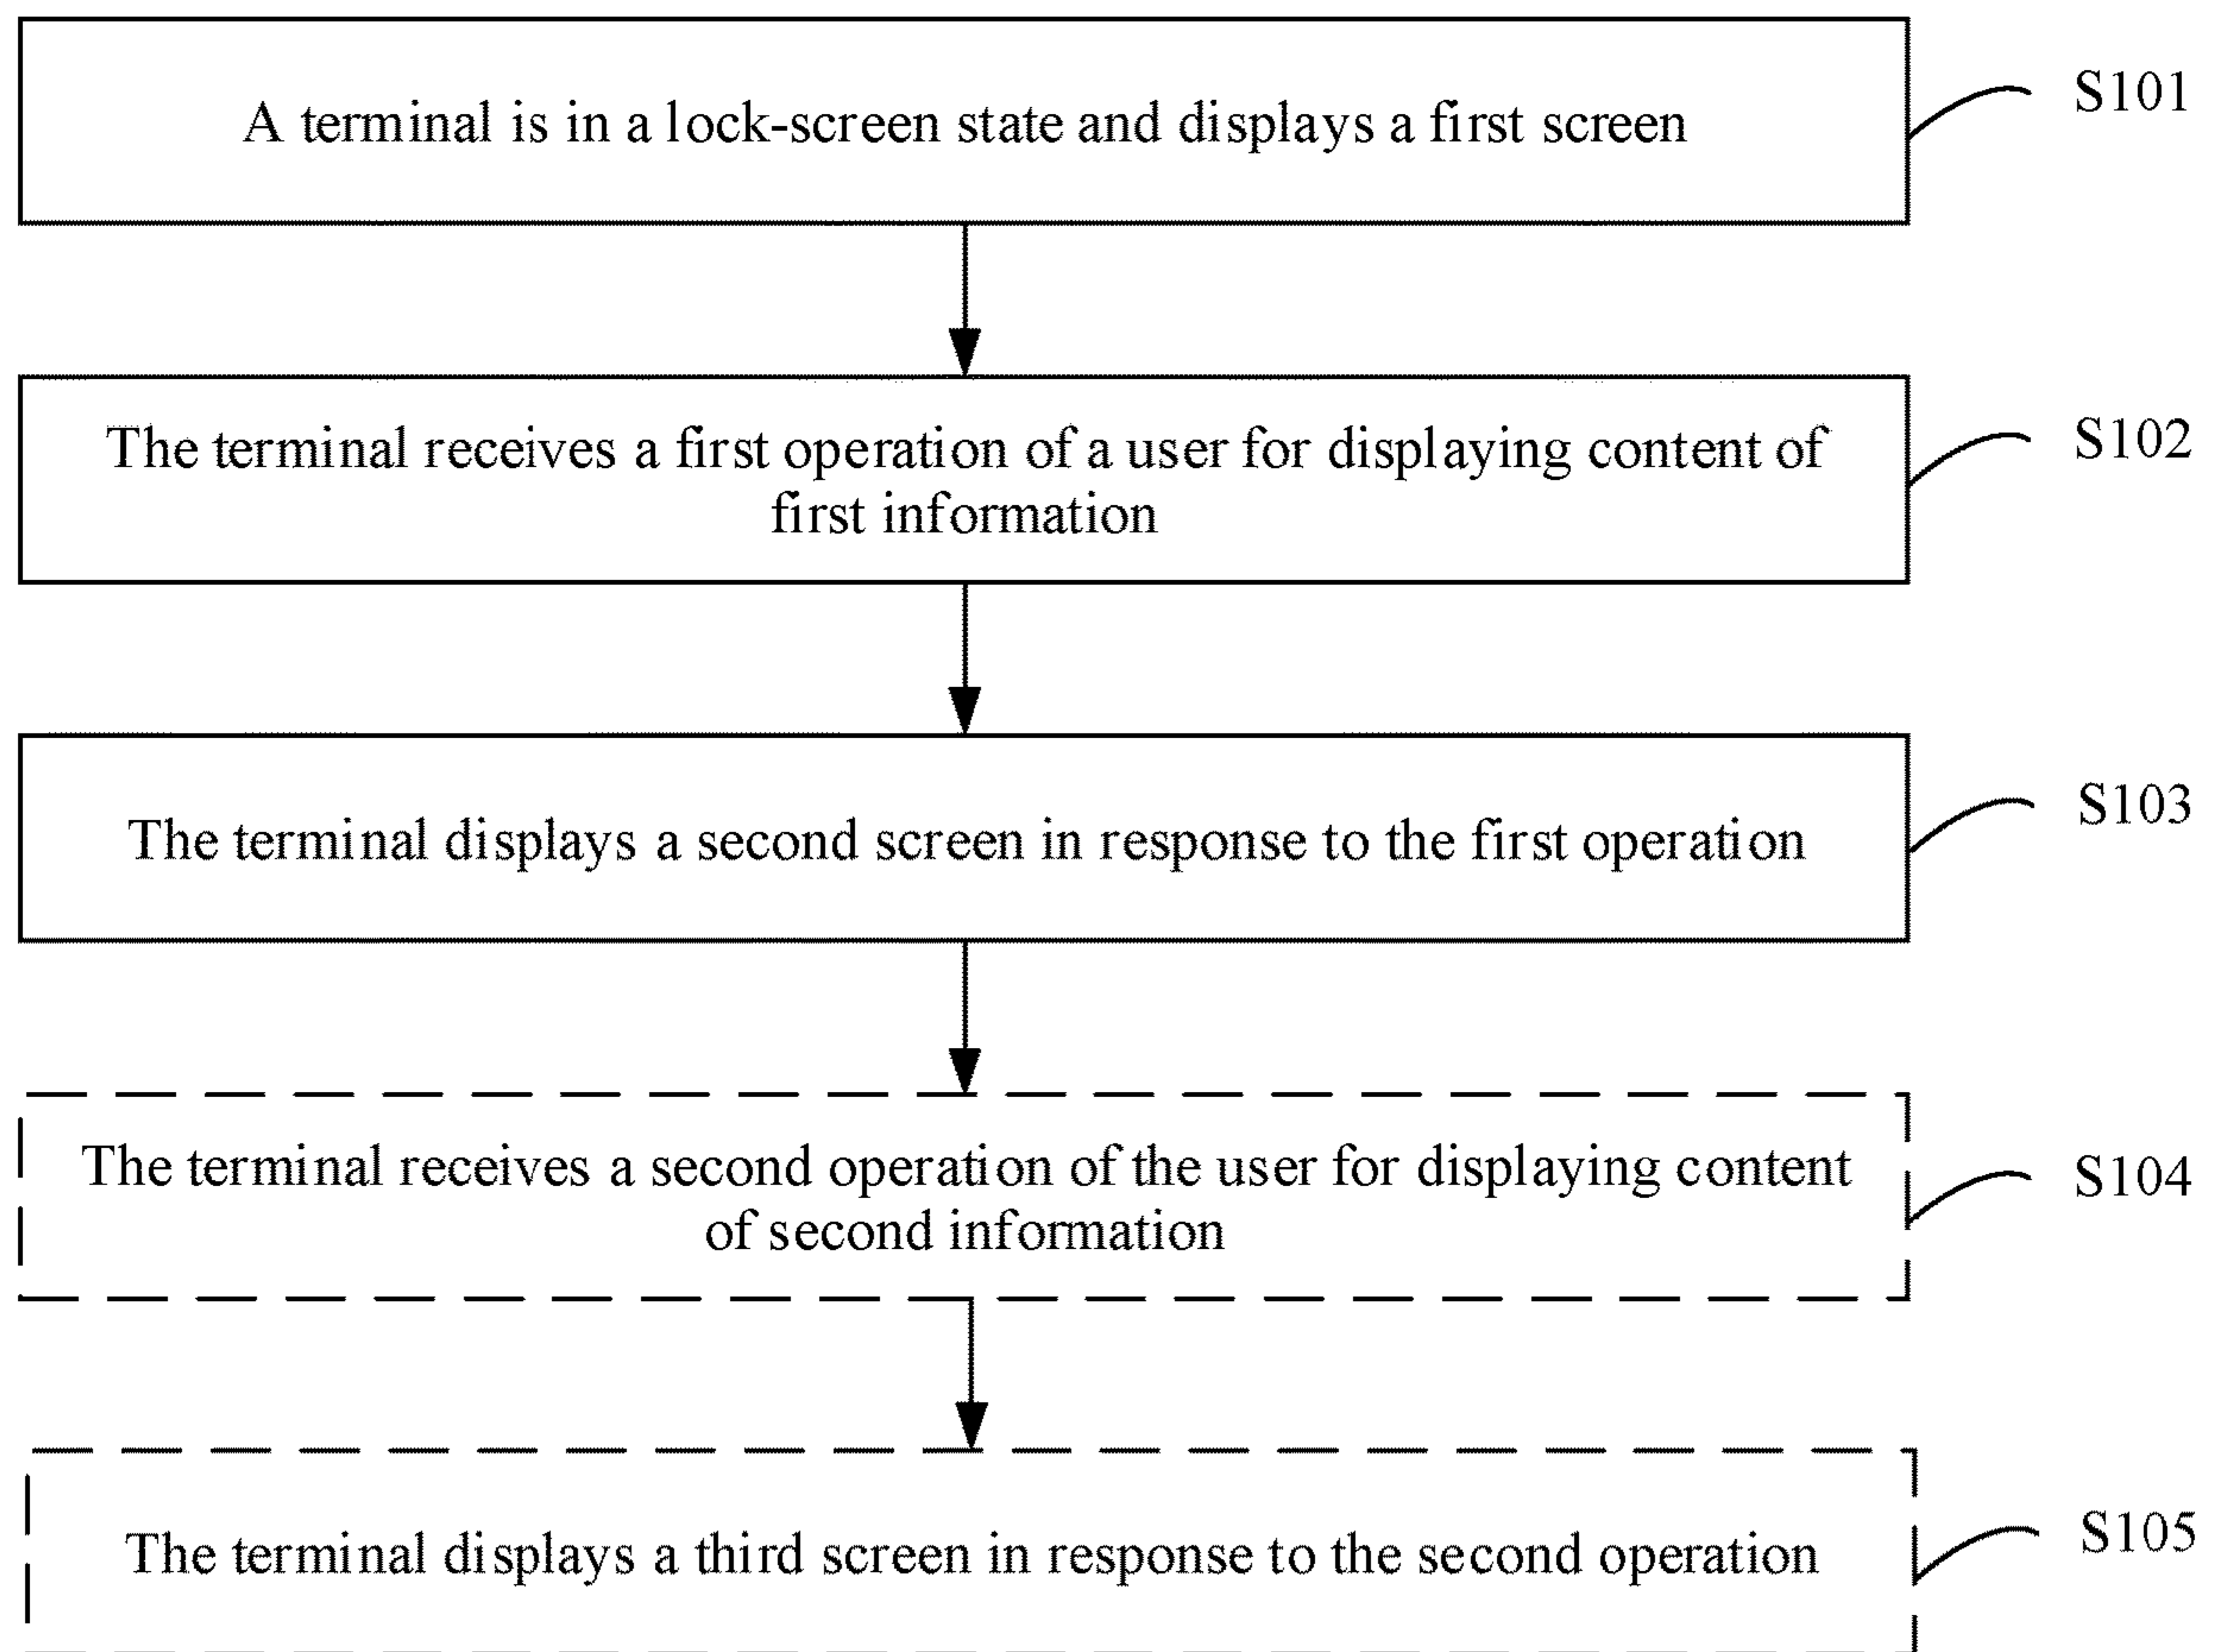 A terminal is in a lock-screen state and displays a first screen
S101
The terminal receives a first operation of a user for displaying content of
first information
S102
The terminal displays a second screen in response to the first operation
S103
The terminal receives a second operation of the user for displaying content
of second information
S104
The terminal displays a third screen in response to the second operation
S105